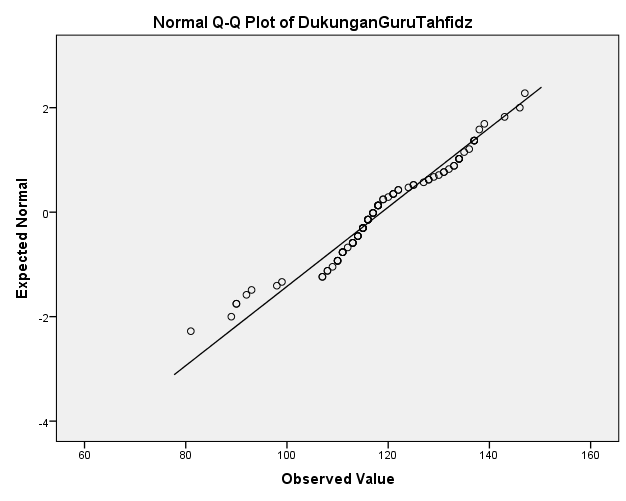 Normal Q-Q Plot of DukunganGuruTahfidz
2
0
-2
-4
Expected Normal
60 80 100 120 140 160
Observed Value